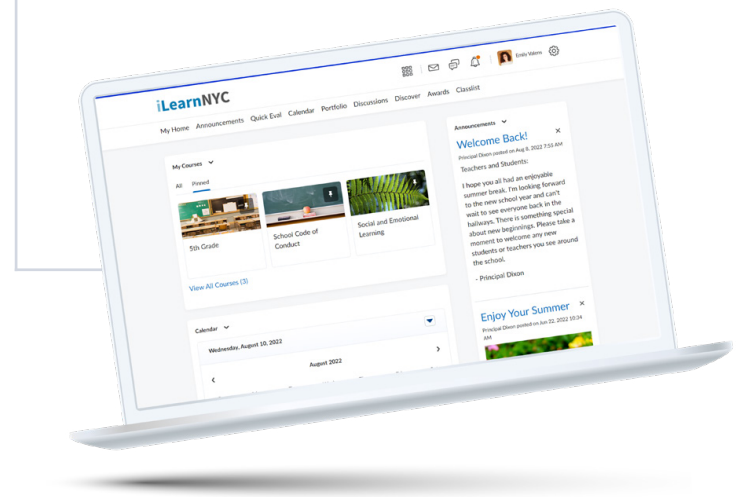 iLearnNYC
My Home Announcements Quick Eval Calendar Portfolio Discussions Discover Awards Classlist
My Courses
All Pinned
5th Grade
School Code of
Conduct
Social and Emotional
Learning
View All Courses (3)
Calendar
Wednesday, August 10, 2022
August 2022
Announcements
Welcome Back!
Principal Dixon posted on Aug 8, 2022 7:55 AM
Teachers and Students:
I hope you all had an enjoyable
summer break. I'm looking forward
to the new school year and can't
wait to see everyone back in the
hallways. There is something special
about new beginnings. Please take a
moment to welcome any new
students or teachers you see around
the school.
- Principal Dixon
Enjoy Your Summer
Principal Dixon posted on Jun 22, 2022 10:34
AM